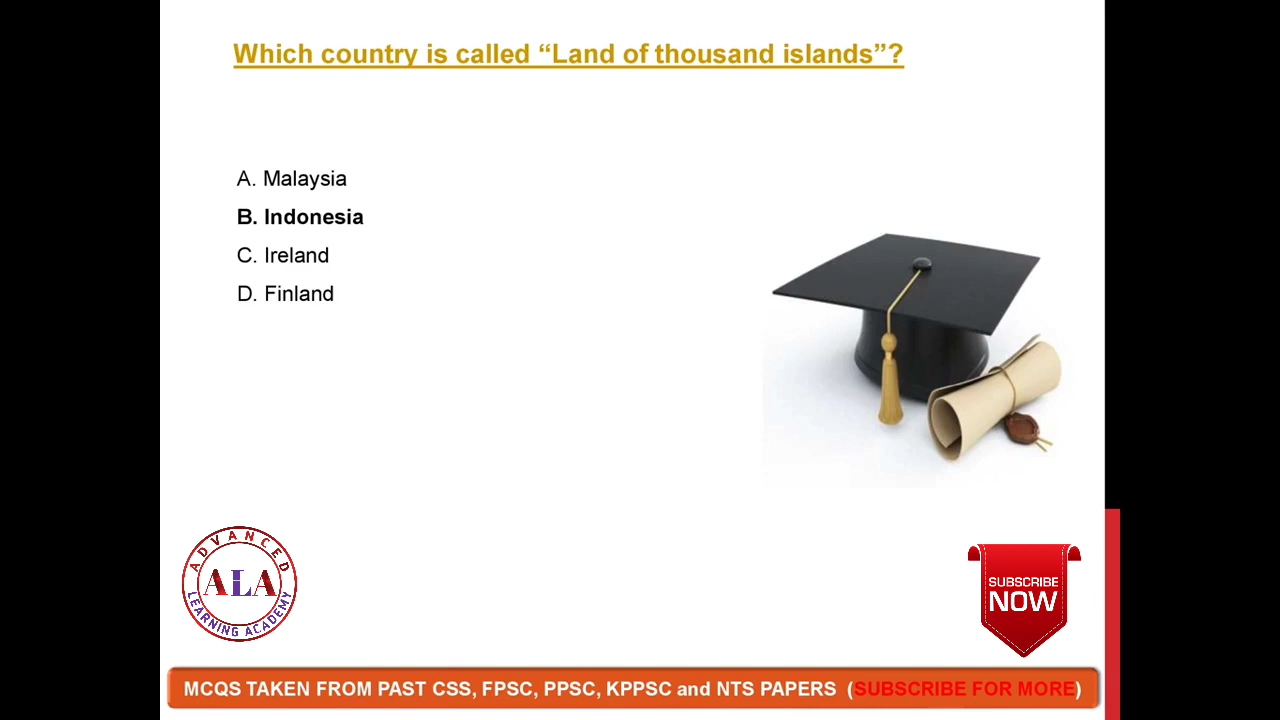 Which country is called “Land of thousand islands”?
A. Malaysia
B. Indonesia
C. Ireland
D. Finland
ADVANCED
ALA
LEARNING ACADEMY
SUBSCRIBE
NOW
MCQS TAKEN FROM PAST CSS, FPSC, PPSC, KPPSC and NTS PAPERS (SUBSCRIBE FOR MORE)